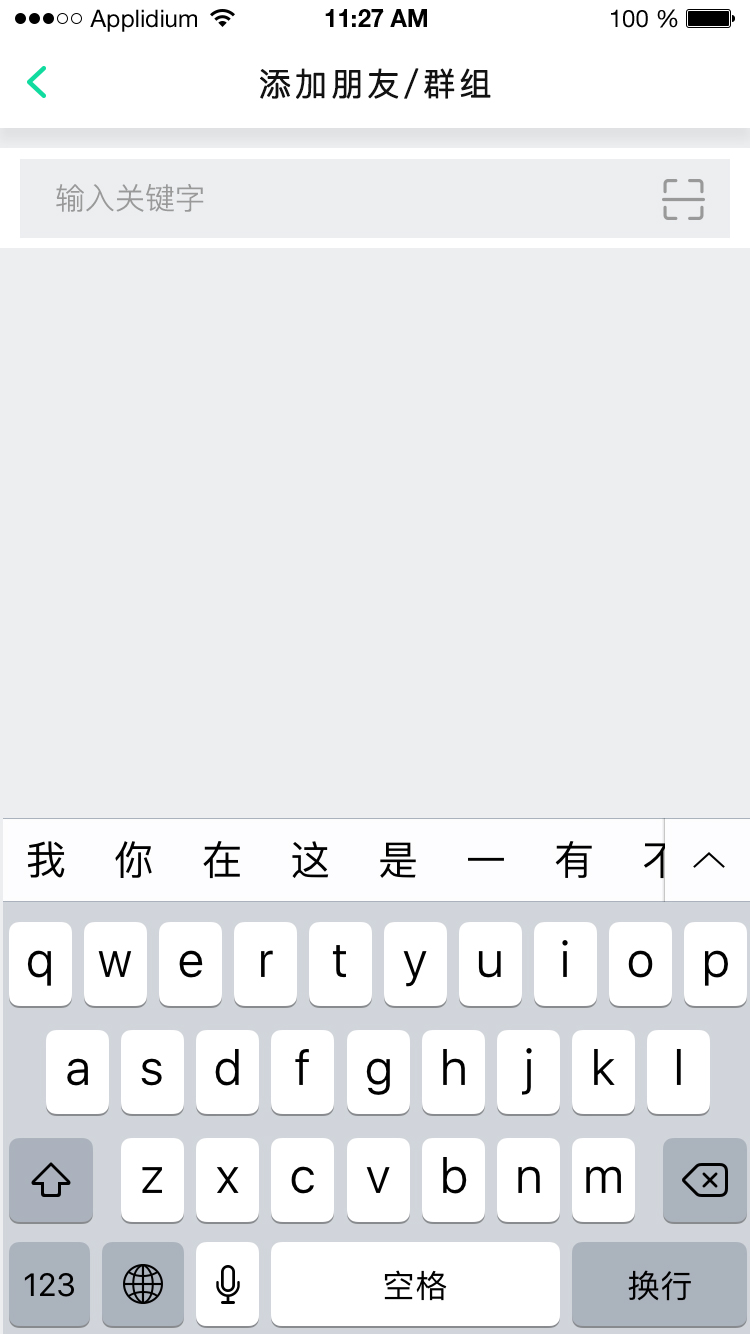 Applidium 11:27 AM 100 %
添加朋友/群组
输入关键字
我 你 在 这 是 一 有
q w e r t y u i o p
a s d f g h j k l
z x c v b n m
123 空格 换行